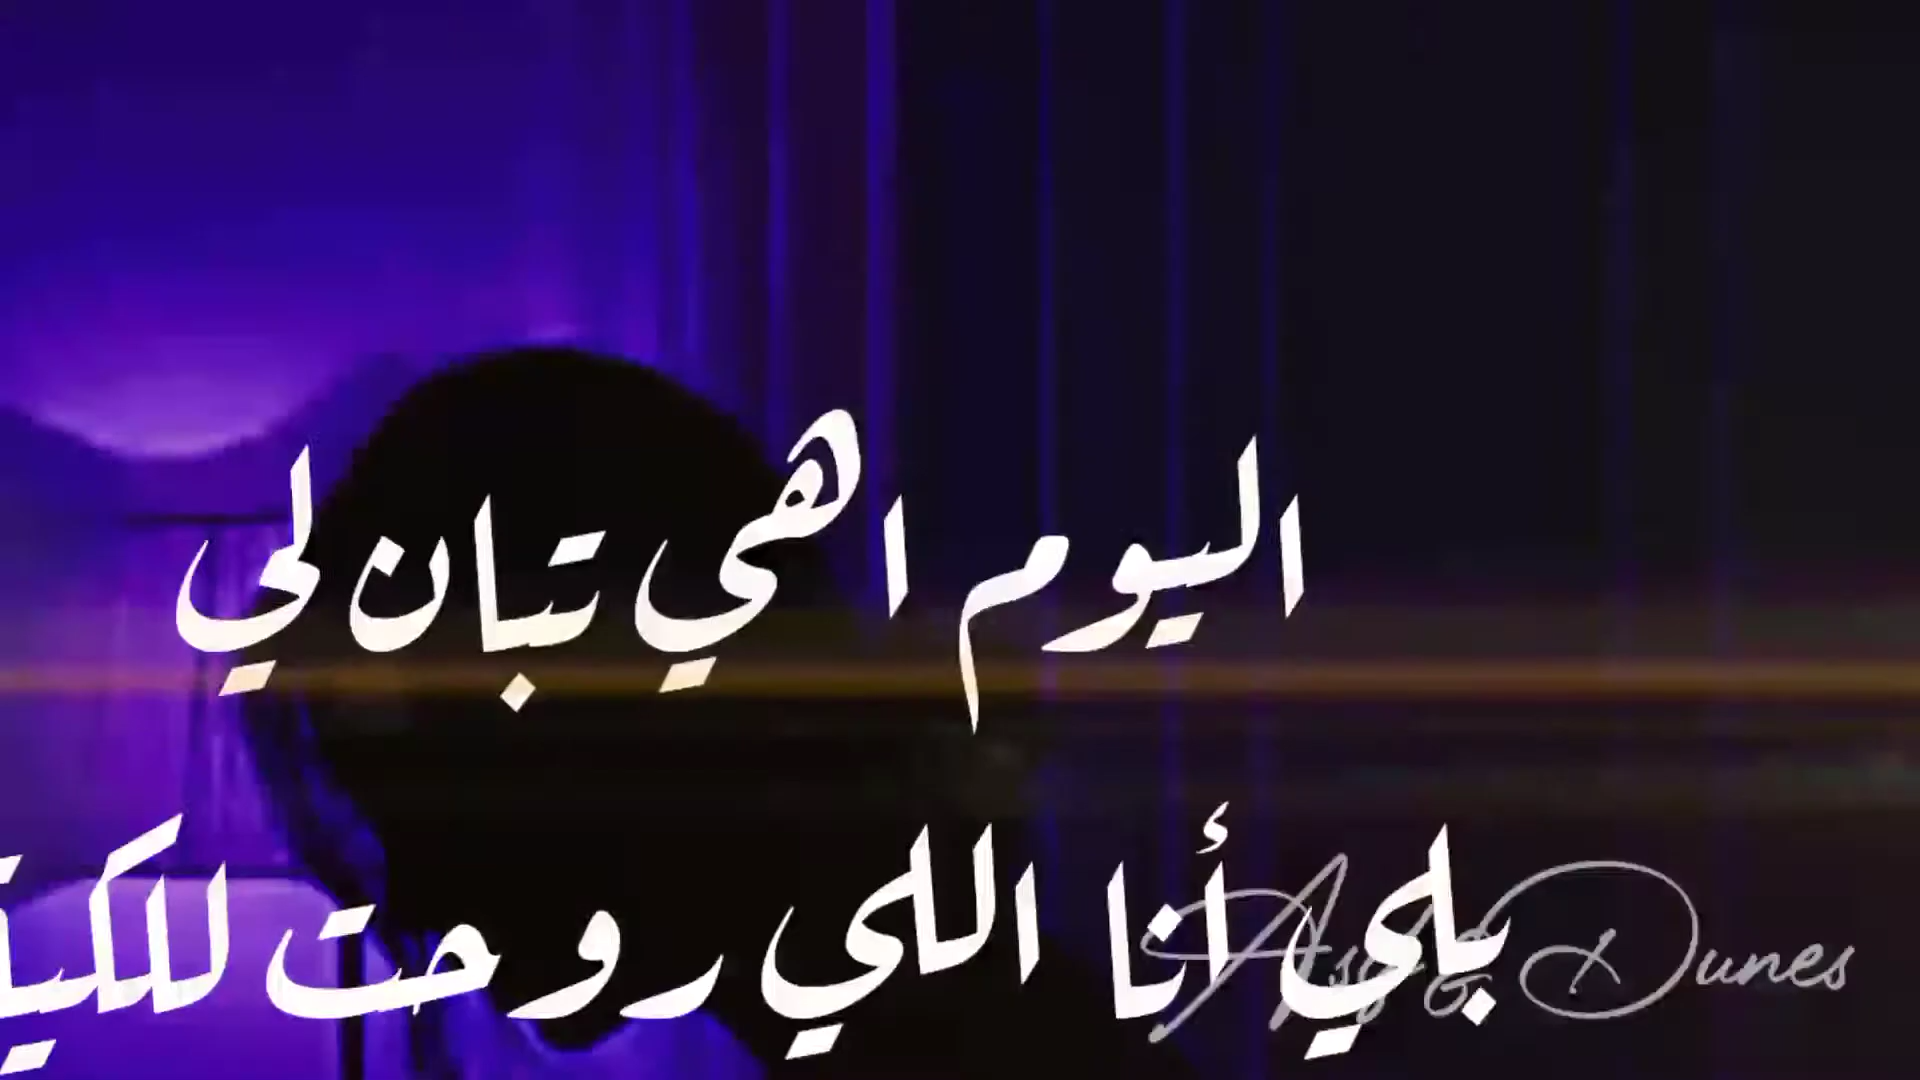 اليوم اهي تبان لي
بلي أنا اللي روحت
Dunes